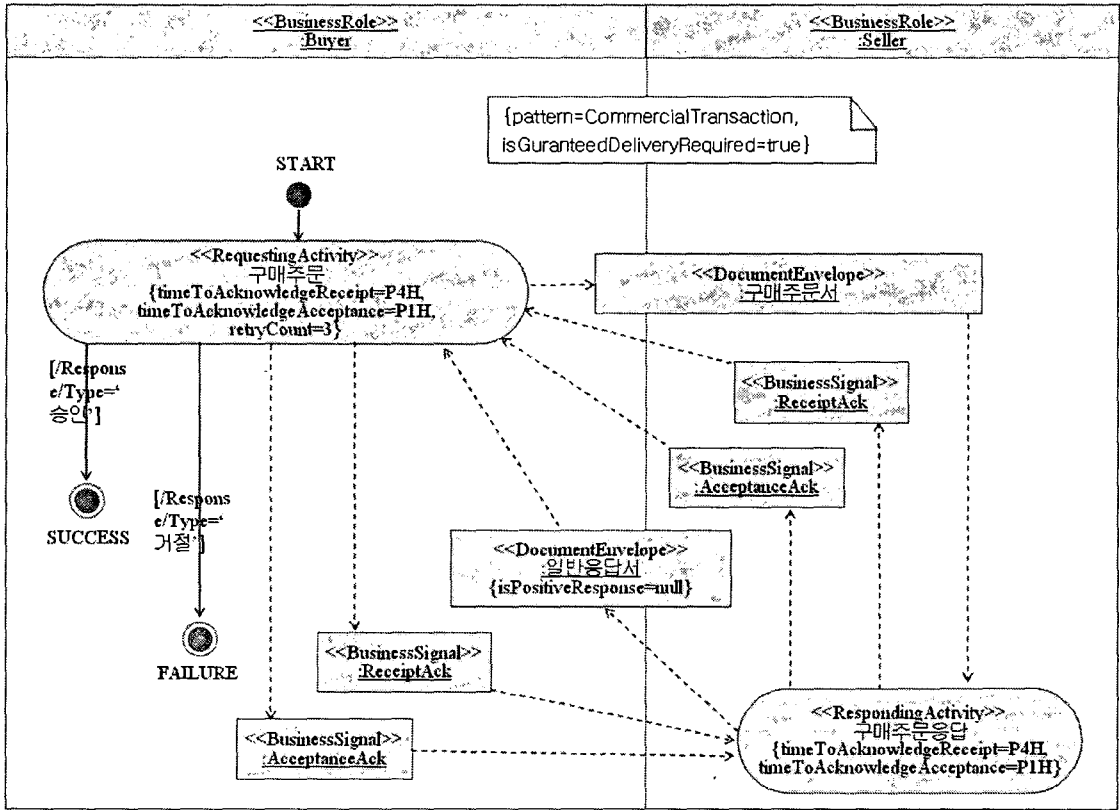 <<BusinessRole>>
:Buyer
<<BusinessRole>>
:Seller
{pattern=CommercialTransaction,
isGuranteedDeliveryRequired=true}
START
<<RequestingActivity>>
구매주문
{timeToAcknowledgeReceipt=P4H,
timeToAcknowledgeAcceptance=P1H,
retryCount=3}
<<DocumentEnvelope>>
:구매주문서
[/Respons
e/Type=‘
승인’]
<<BusinessSignal>>
:ReceiptAck
<<BusinessSignal>>
:AcceptanceAck
SUCCESS
[/Respons
e/Type=‘
거절’]
<<DocumentEnvelope>>
:일반응답서
{isPositiveResponse=null}
FAILURE
<<BusinessSignal>>
:ReceiptAck
<<BusinessSignal>>
:AcceptanceAck
<<RespondingActivity>>
구매주문응답
{timeToAcknowledgeReceipt=P4H,
timeToAcknowledgeAcceptance=P1H}